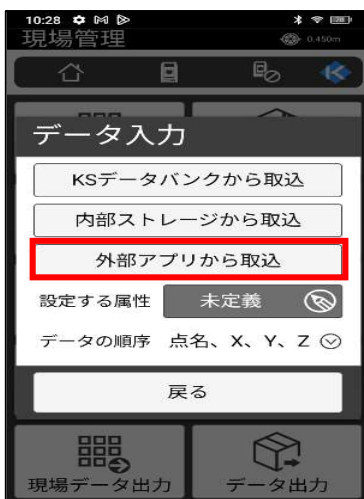 10:28
現場管理
0.450m
データ入力
KSデータバンクから取込
内部ストレージから取込
外部アプリから取込
設定する属性 未定義
データの順序 点名、X、Y、Z
戻る
現場データ出力 データ出力